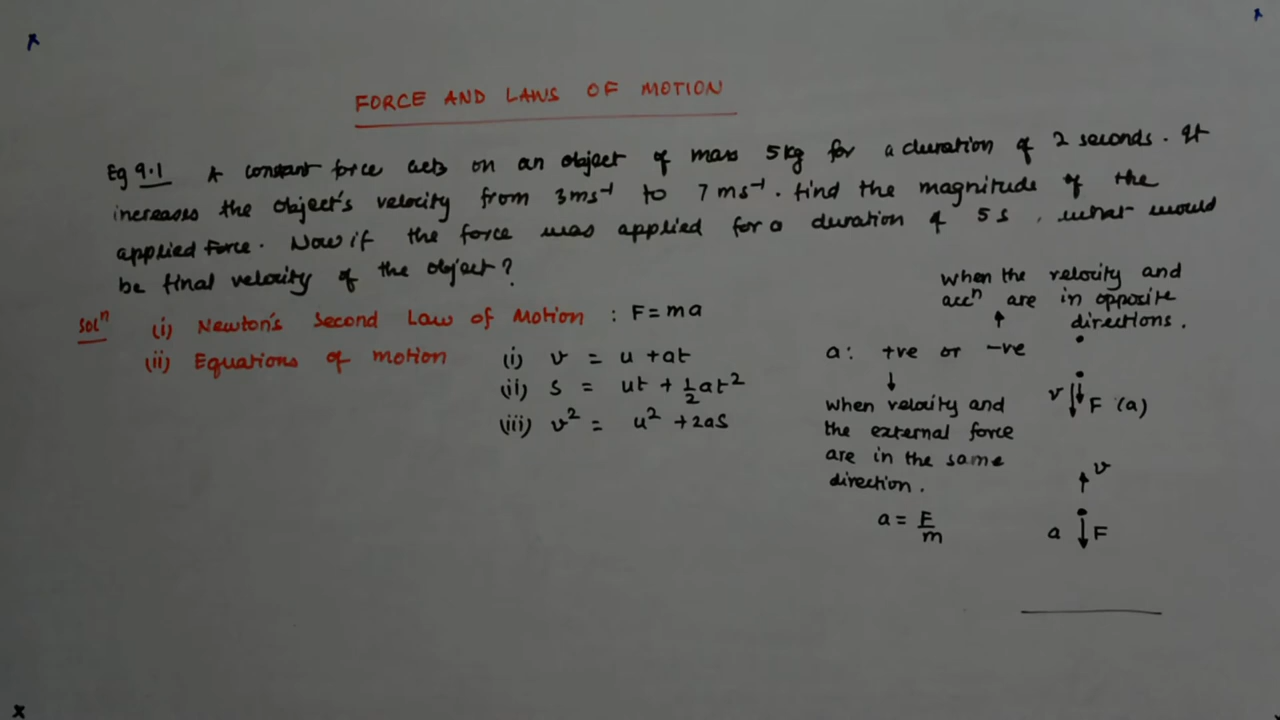 FORCE AND LAWS OF MOTION
Eg 9.1 A constant force acts on an object of mass 5kg for a duration of 2 seconds. It
increases the object's velocity from 3ms⁻¹ to 7ms⁻¹. Find the magnitude of the
applied force. Now if the force was applied for a duration of 5s, what would
be final velocity of the object?
Solⁿ (i) Newton's Second Law of Motion : F=ma
(ii) Equations of motion (i) v = u +at
(ii) s = ut + 1/2 at²
(iii) v² = u² +2as
when the velocity and
accⁿ are in opposite
directions.
a: +ve or -ve
when velocity and
the external force
are in the same
direction.
a = F/m
v F (a)
v
a F